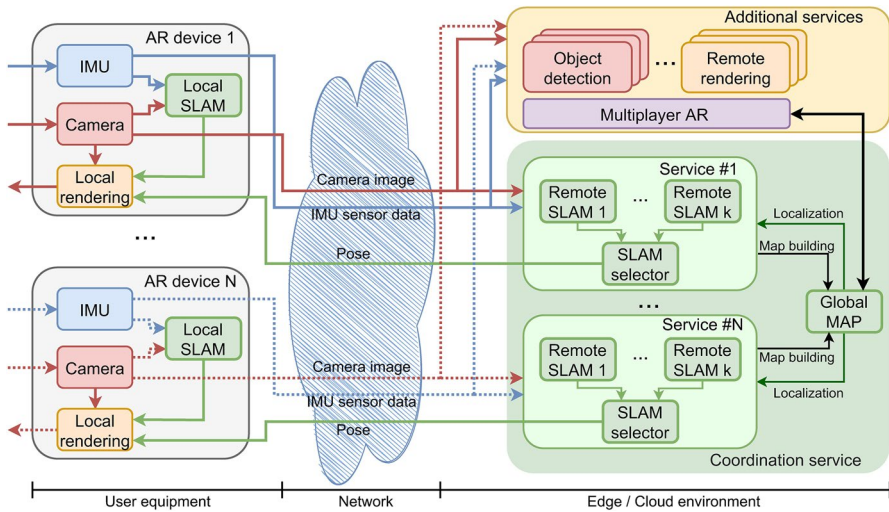 AR device 1
IMU
Local
SLAM
Camera
Local
rendering
...
AR device N
IMU
Local
SLAM
Camera
Local
rendering
Camera image
IMU sensor data
Pose
Camera image
IMU sensor data
Pose
Additional services
Object
detection
...
Remote
rendering
Multiplayer AR
Service #1
Remote
SLAM 1
...
Remote
SLAM k
SLAM
selector
Localization
Map building
...
Global
MAP
Service #N
Remote
SLAM 1
...
Remote
SLAM k
SLAM
selector
Map building
Localization
Coordination service
User equipment
Network
Edge / Cloud environment